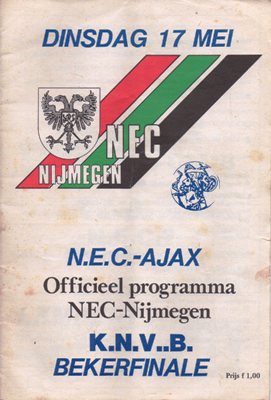 DINSDAG 17 MEI
NEC
NIJMEGEN
N.E.C.-AJAX
Officieel programma
NEC-Nijmegen
K.N.V..B.
BEKERFINALE
Prijs f 1,00